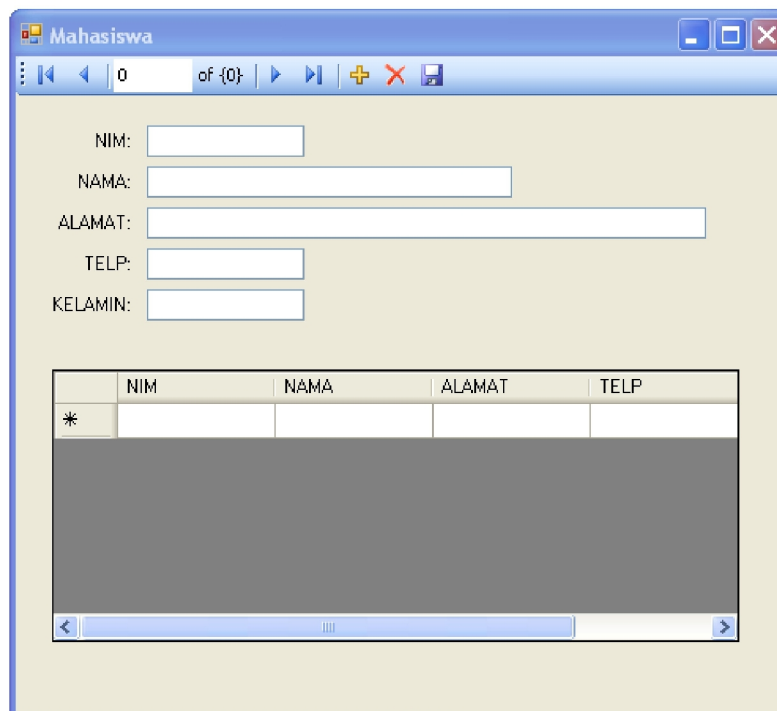 Mahasiswa
0 of {0}
NIM:
NAMA:
ALAMAT:
TELP:
KELAMIN:
NIM NAMA ALAMAT TELP